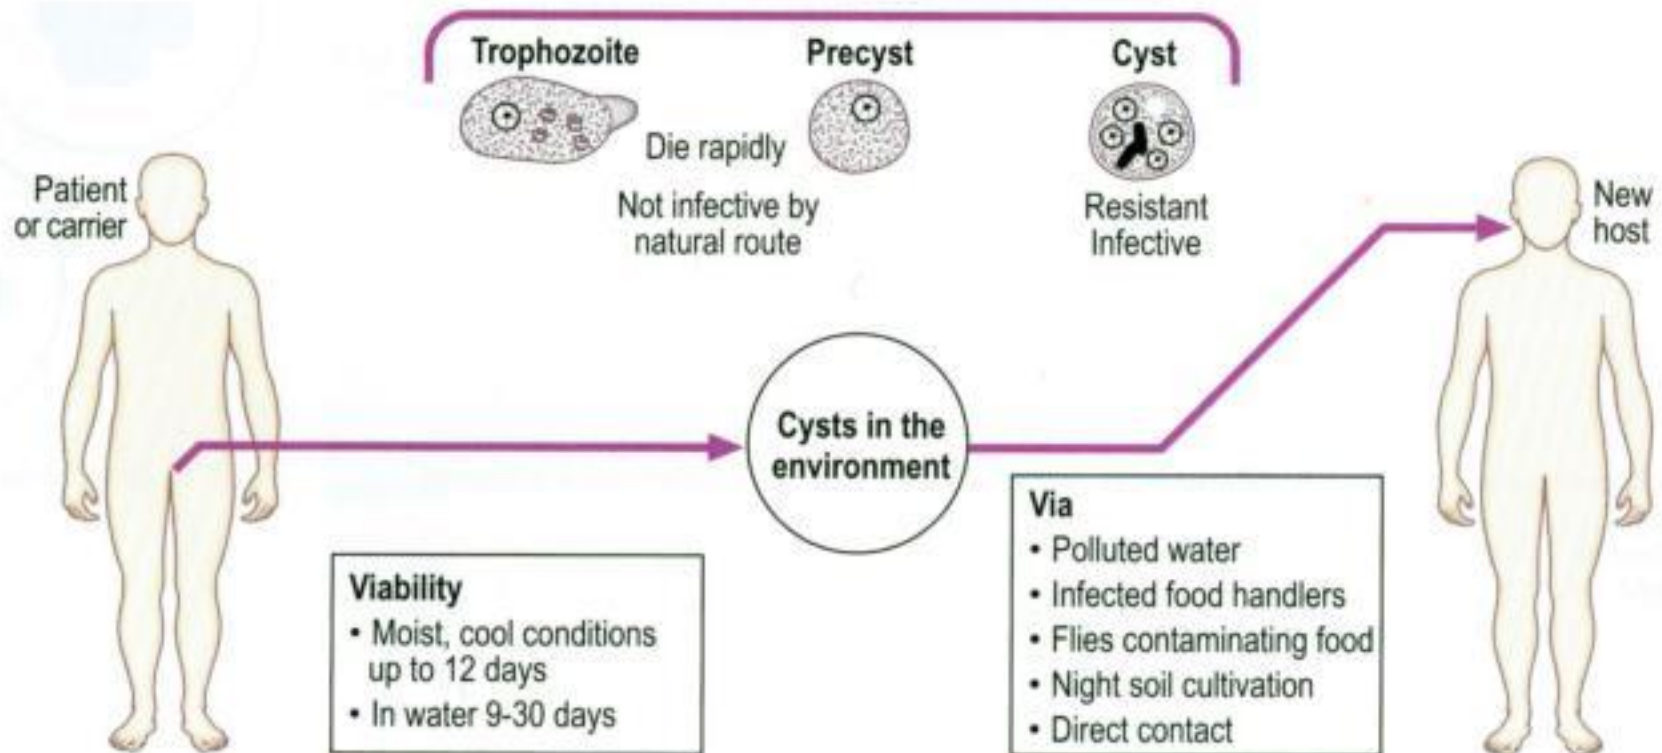 Trophozoite
Precyst
Cyst
Die rapidly
Not infective by
natural route
Resistant
Infective
Patient
or carrier
New
host
Cysts in the
environment
Viability
• Moist, cool conditions
up to 12 days
• In water 9-30 days
Via
• Polluted water
• Infected food handlers
• Flies contaminating food
• Night soil cultivation
• Direct contact